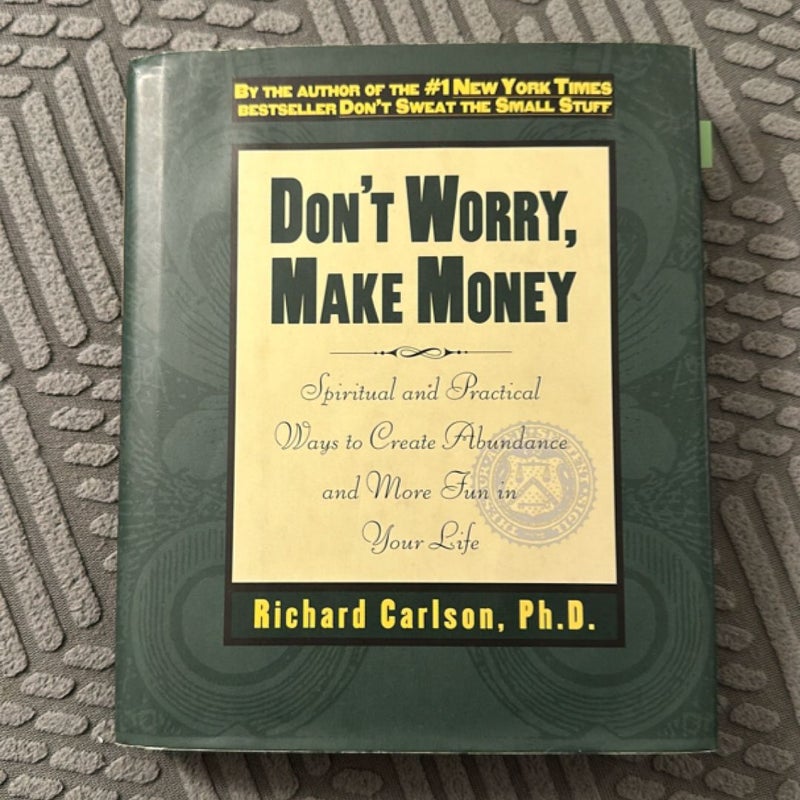 By the author of the #1 New York Times
bestseller Don't Sweat the Small Stuff
Don't Worry,
Make Money
Spiritual and Practical
Ways to Create Abundance
and More Fun in
Your Life
Richard Carlson, Ph.D.